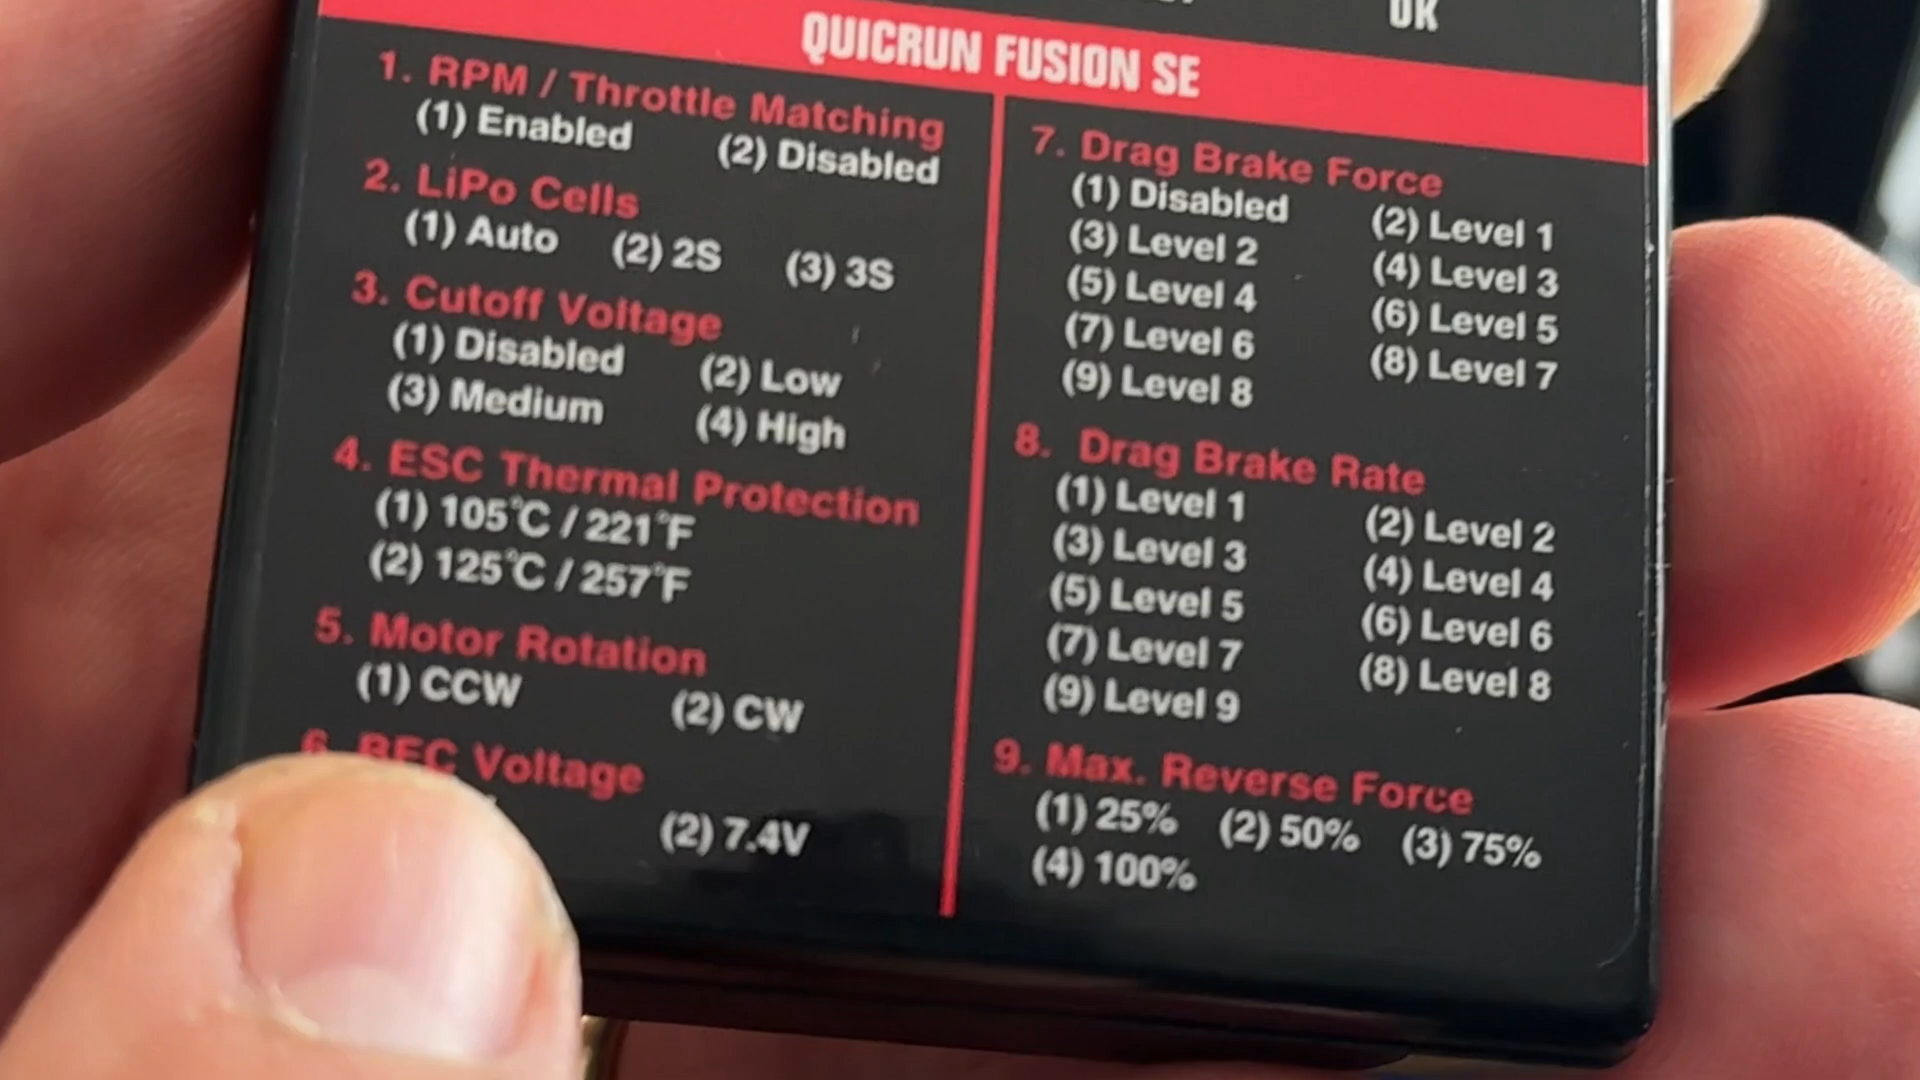 OK
QUICRUN FUSION SE
1. RPM / Throttle Matching
(1) Enabled (2) Disabled
2. LiPo Cells
(1) Auto (2) 2S (3) 3S
3. Cutoff Voltage
(1) Disabled (2) Low
(3) Medium (4) High
4. ESC Thermal Protection
(1) 105°C / 221°F
(2) 125°C / 257°F
5. Motor Rotation
(1) CCW (2) CW
6. BEC Voltage
(2) 7.4V
7. Drag Brake Force
(1) Disabled (2) Level 1
(3) Level 2 (4) Level 3
(5) Level 4 (6) Level 5
(7) Level 6 (8) Level 7
(9) Level 8
8. Drag Brake Rate
(1) Level 1 (2) Level 2
(3) Level 3 (4) Level 4
(5) Level 5 (6) Level 6
(7) Level 7 (8) Level 8
(9) Level 9
9. Max. Reverse Force
(1) 25% (2) 50% (3) 75%
(4) 100%